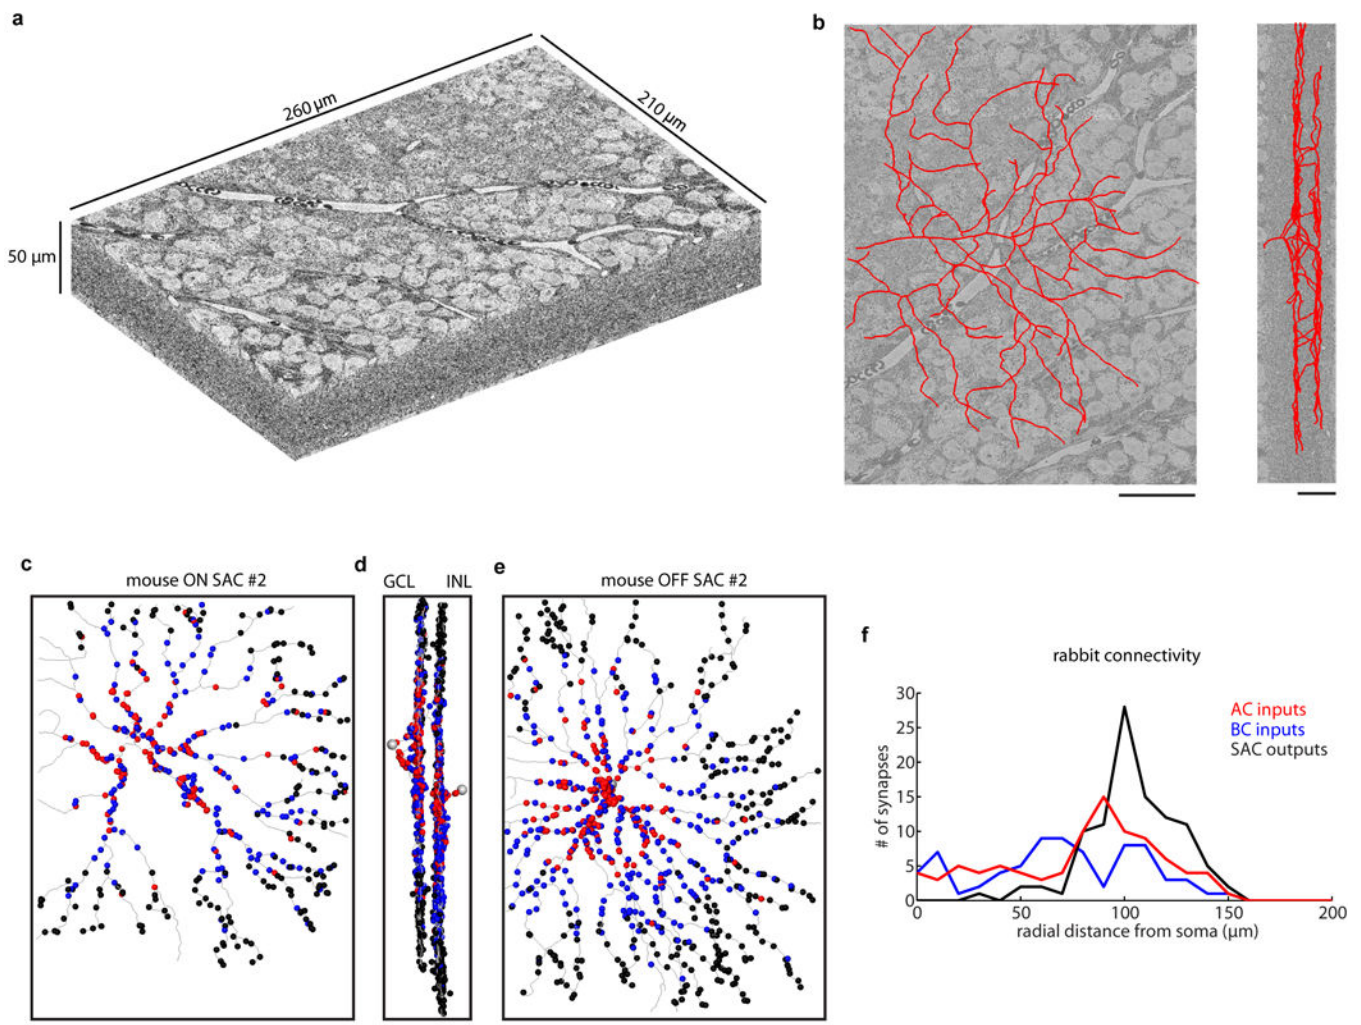 a
260 µm
210 µm
50 µm
b
c
mouse ON SAC #2
d
GCL INL
e
mouse OFF SAC #2
f
rabbit connectivity
# of synapses
30
25
20
15
10
5
0
AC inputs
BC inputs
SAC outputs
0 50 100 150 200
radial distance from soma (µm)